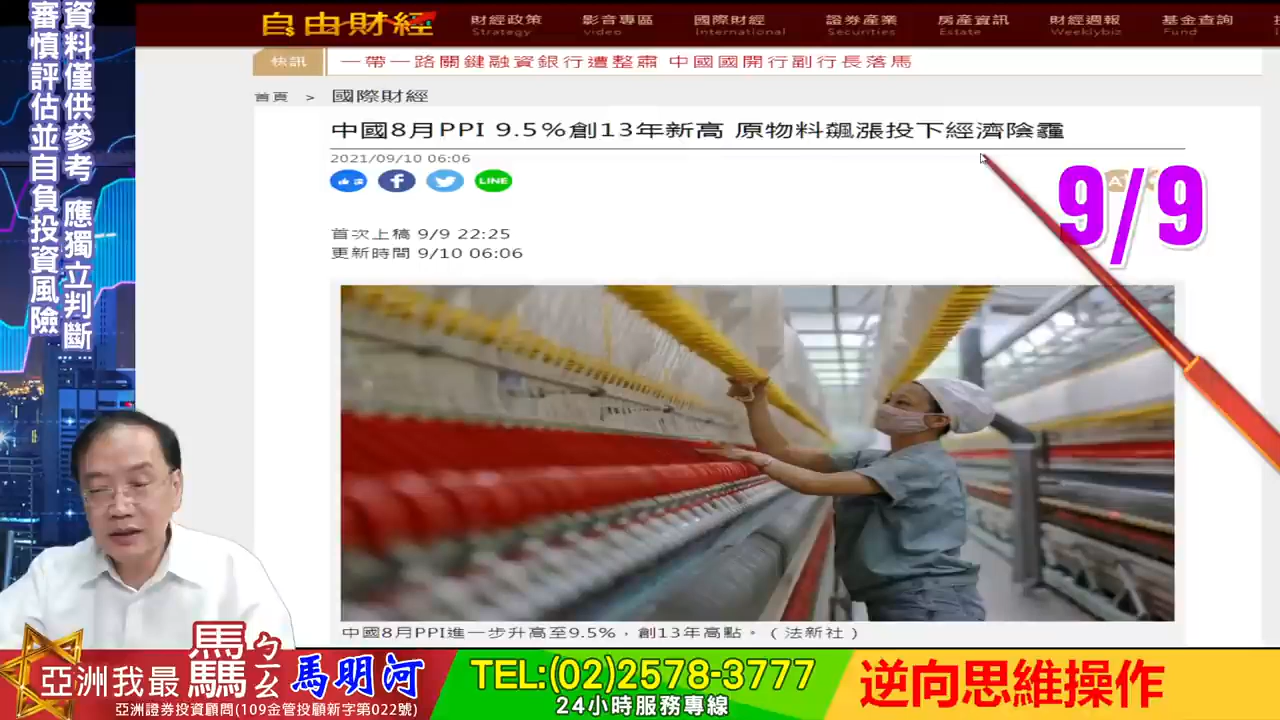 資料僅供參考 應獨立判斷
審慎評估並自負投資風險
自由財經
財經政策 影音專區 國際財經 證券產業 房產資訊 財經週報 基金查詢
Strategy video International Securities Estate Weeklybiz Fund
快訊 一帶一路關鍵融資銀行遭整肅 中國國開行副行長落馬
首頁 > 國際財經
中國8月PPI 9.5%創13年新高 原物料飆漲投下經濟陰霾
2021/09/10 06:06
LINE
9/9
首次上稿 9/9 22:25
更新時間 9/10 06:06
中國8月PPI進一步升高至9.5%，創13年高點。（法新社）
亞洲我最馬驫ㄅㄧㄠ 馬明河
亞洲證券投資顧問(109金管投顧新字第022號)
TEL:(02)2578-3777
24小時服務專線
逆向思維操作